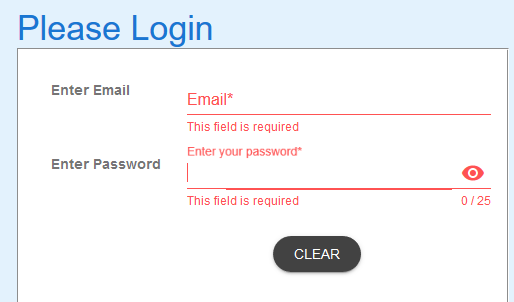 Please Login
Enter Email
Email*
This field is required
Enter your password*
Enter Password
This field is required
0 / 25
CLEAR